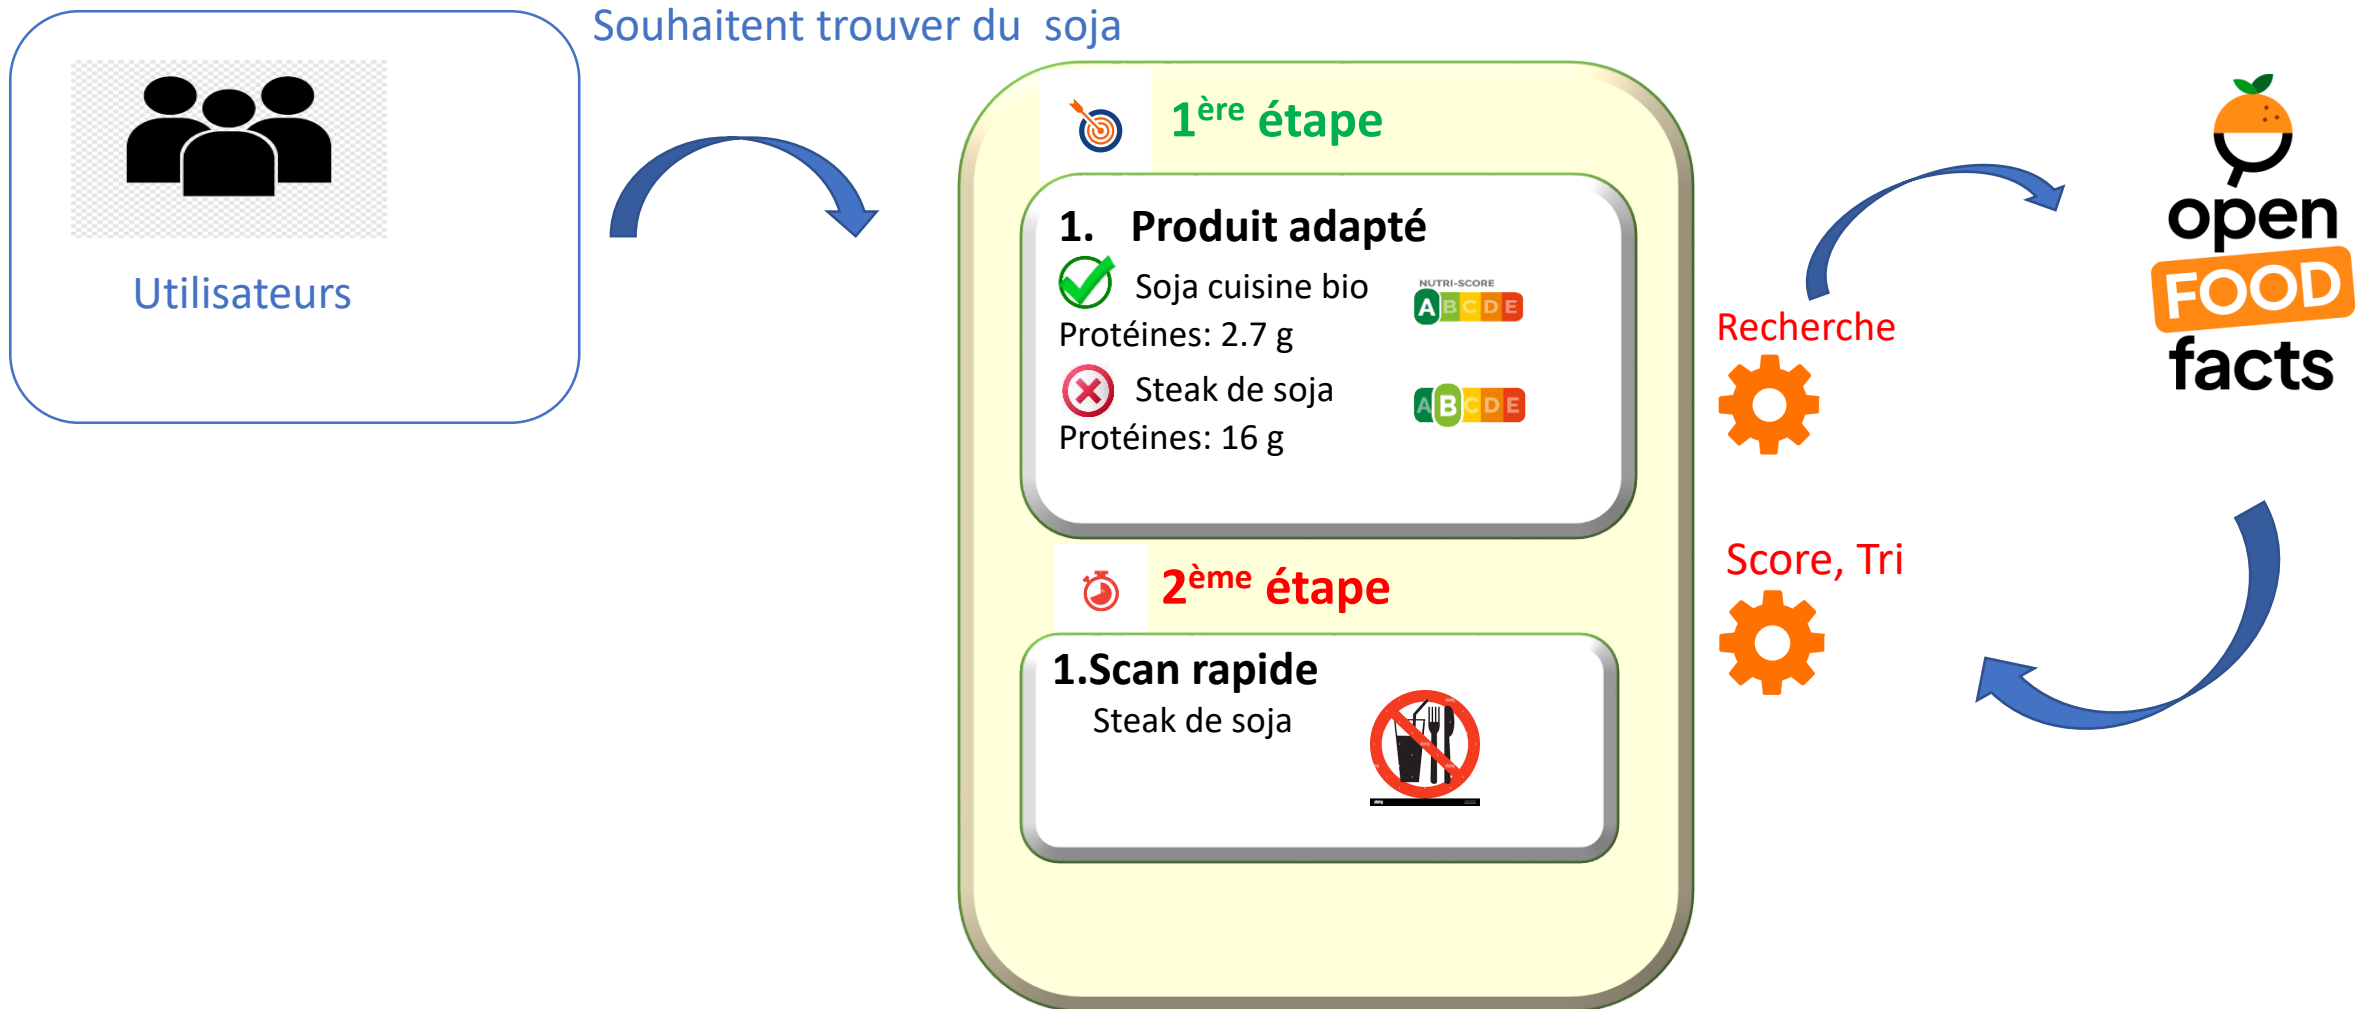 Souhaitent trouver du  soja
Utilisateurs
1ère étape
1. Produit adapté
Soja cuisine bio
NUTRI-SCORE
A B C D E
Protéines: 2.7 g
Steak de soja
A B C D E
Protéines: 16 g
2ème étape
1.Scan rapide
Steak de soja
Recherche
Score, Tri
open
FOOD
facts